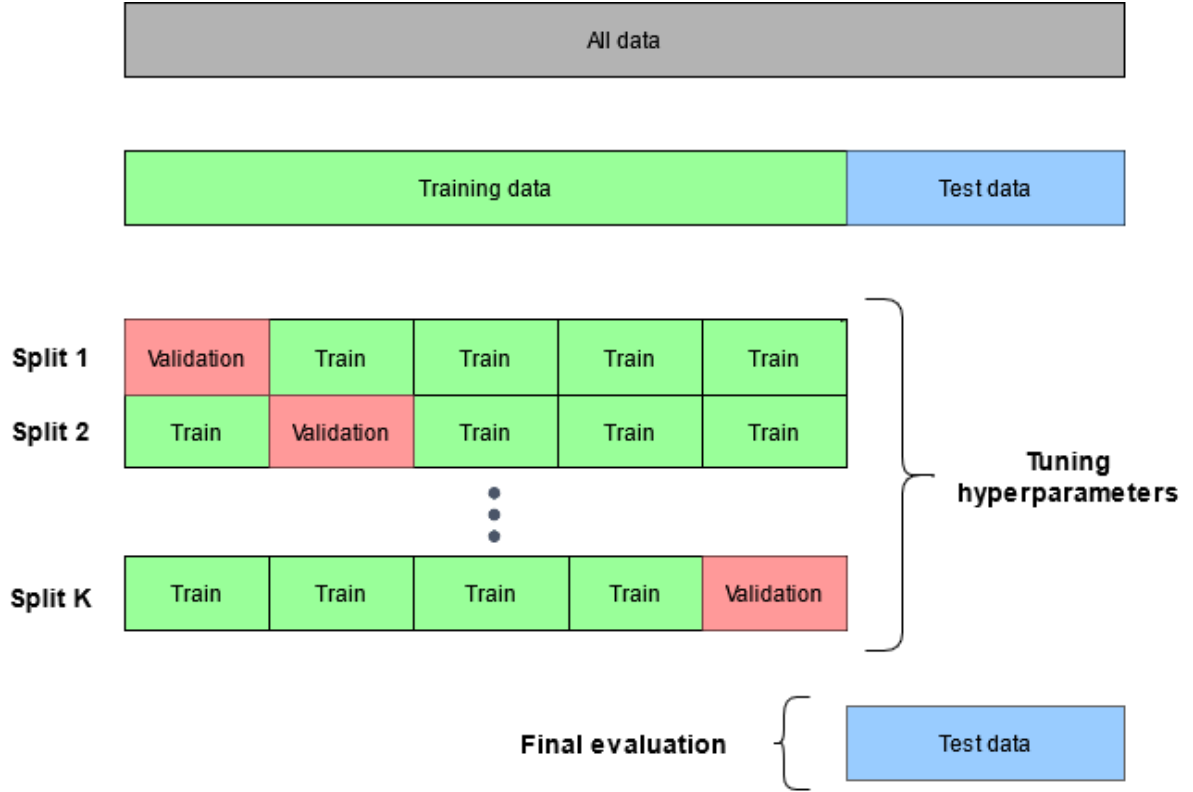 All data
Training data Test data
Split 1 Validation Train Train Train Train
Split 2 Train Validation Train Train Train
Tuning
hyperparameters
Split K Train Train Train Train Validation
Final evaluation Test data